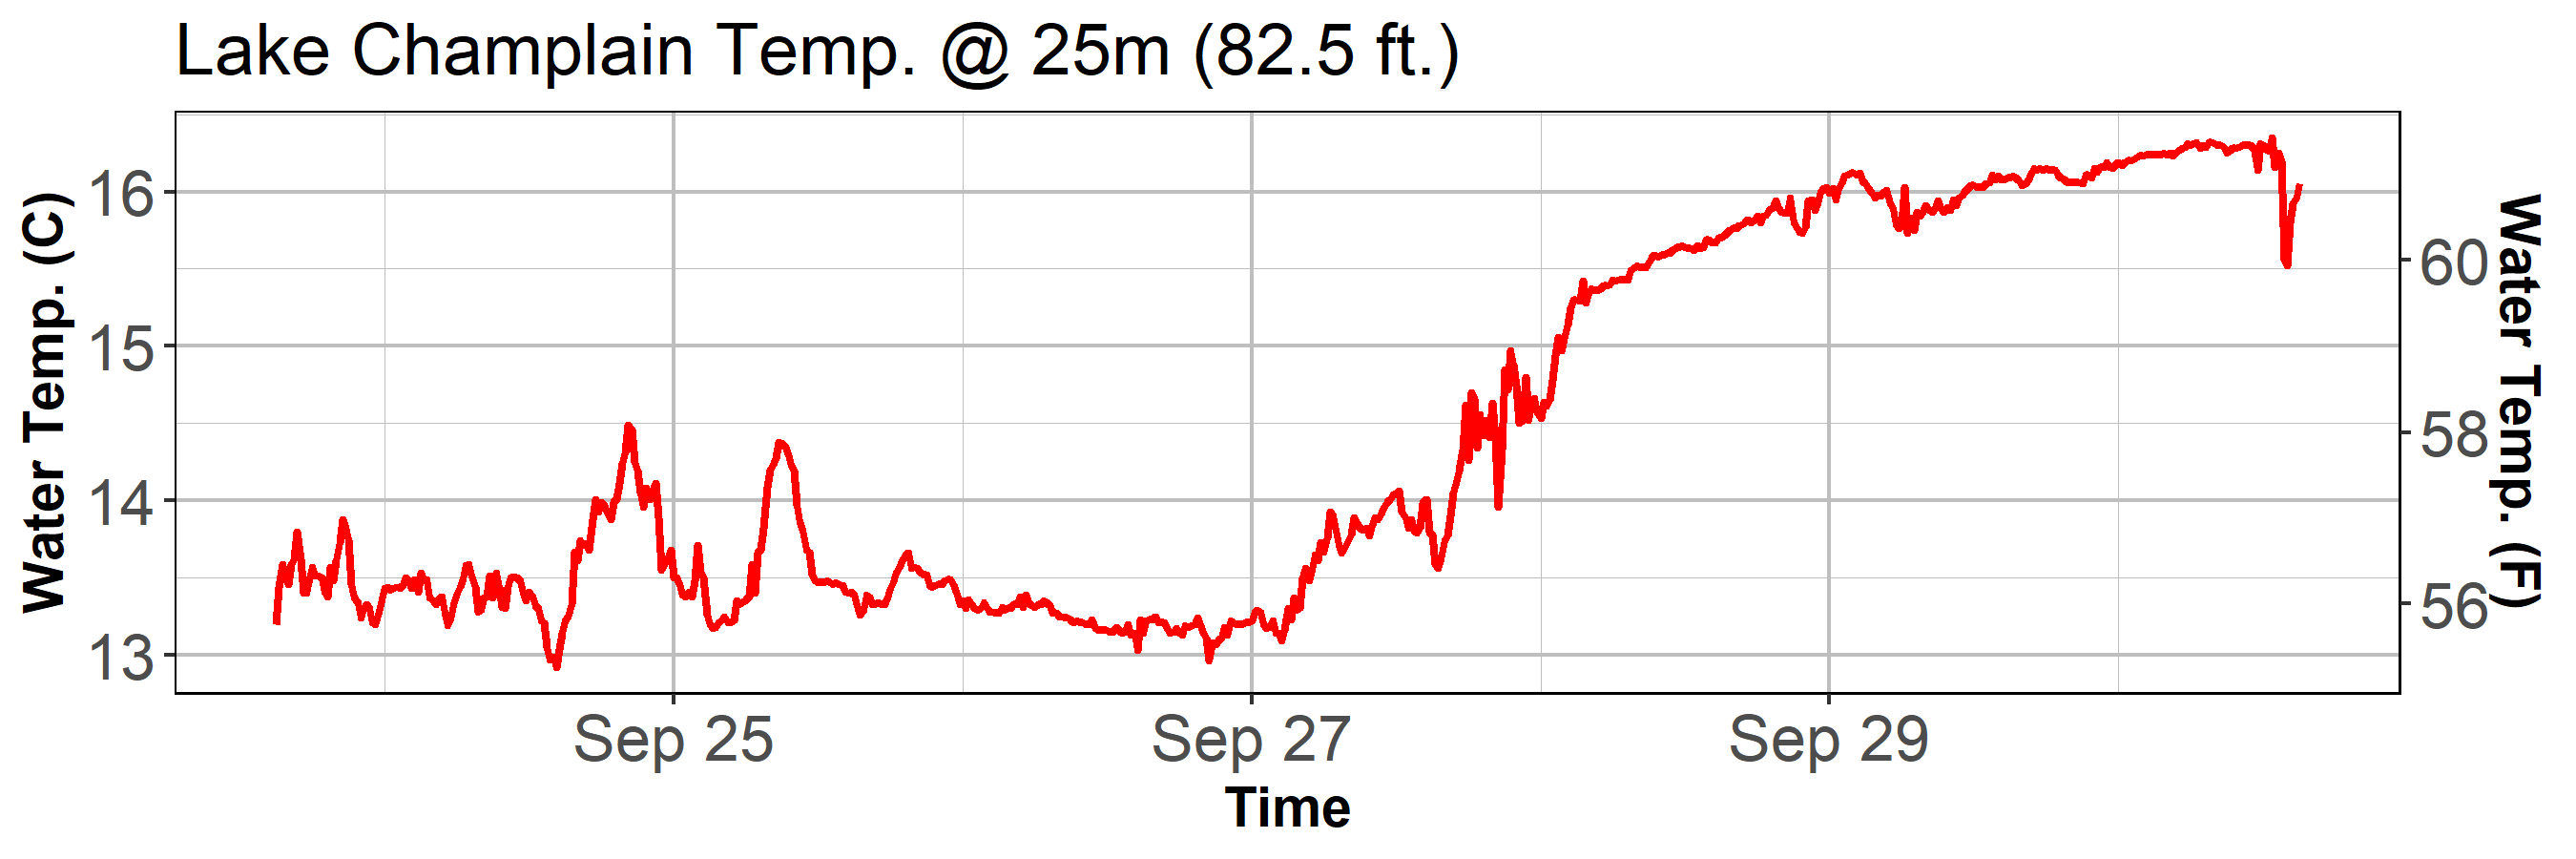 Lake Champlain Temp. @ 25m (82.5 ft.)
Water Temp. (C)
16
15
14
13
60
58
56
Water Temp. (F)
Sep 25 Sep 27 Sep 29
Time